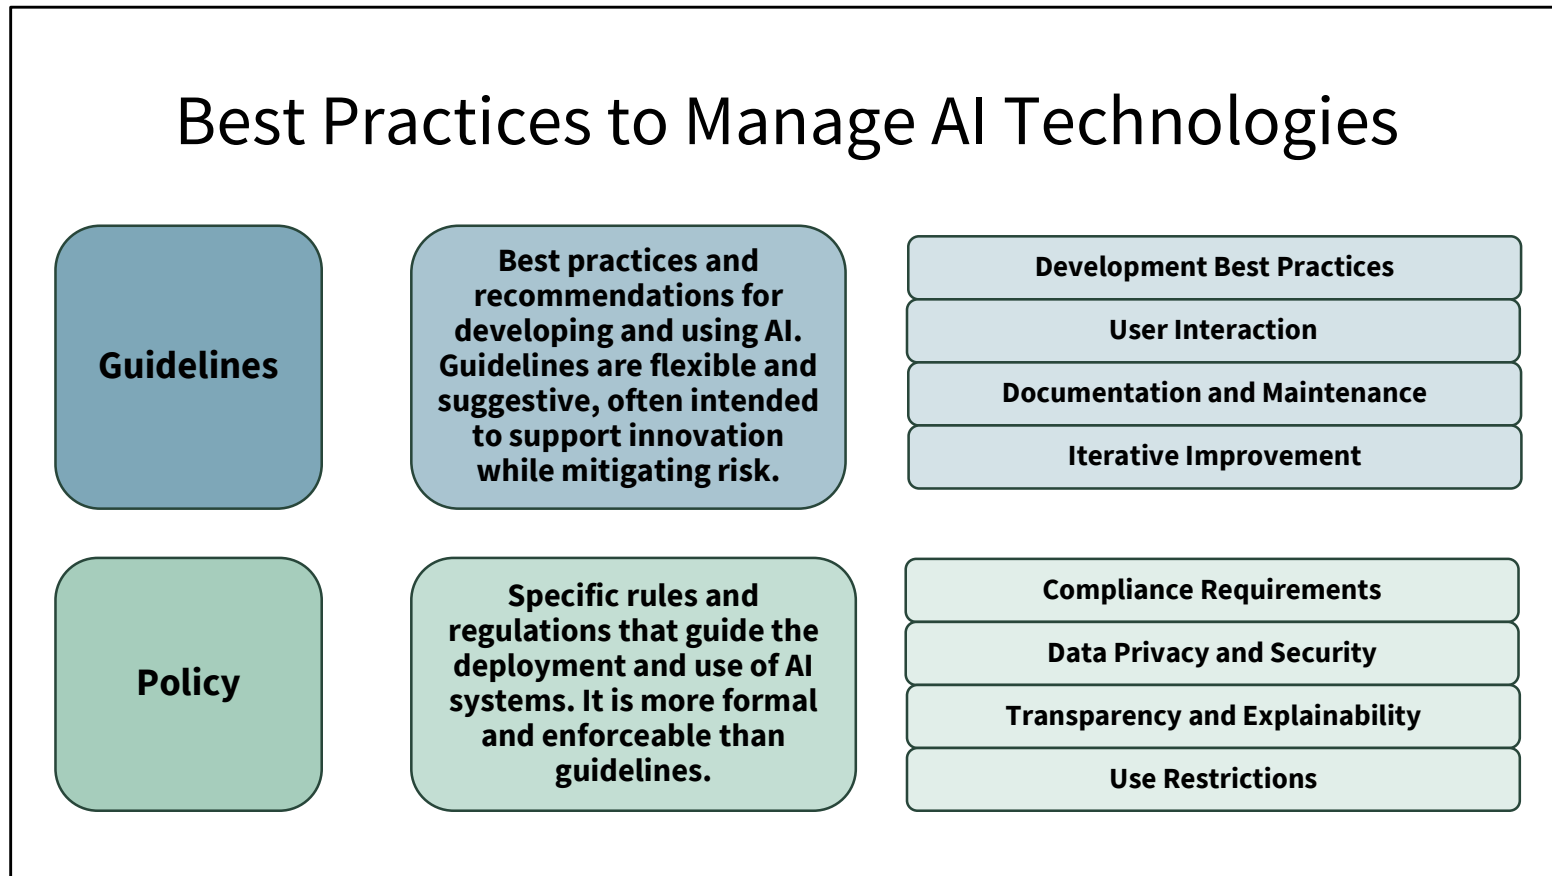 Best Practices to Manage AI Technologies
Guidelines
Best practices and
recommendations for
developing and using AI.
Guidelines are flexible and
suggestive, often intended
to support innovation
while mitigating risk.
Development Best Practices
User Interaction
Documentation and Maintenance
Iterative Improvement
Policy
Specific rules and
regulations that guide the
deployment and use of AI
systems. It is more formal
and enforceable than
guidelines.
Compliance Requirements
Data Privacy and Security
Transparency and Explainability
Use Restrictions